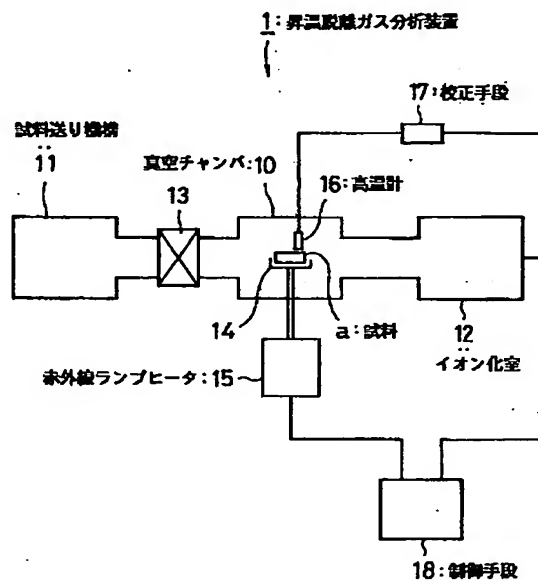 1:昇温脱離ガス分析装置
17:校正手段
試料送り機構
11
真空チャンバ:10
13
16:高温計
14
a:試料
12
イオン化室
赤外線ランプヒータ:15
18:制御手段